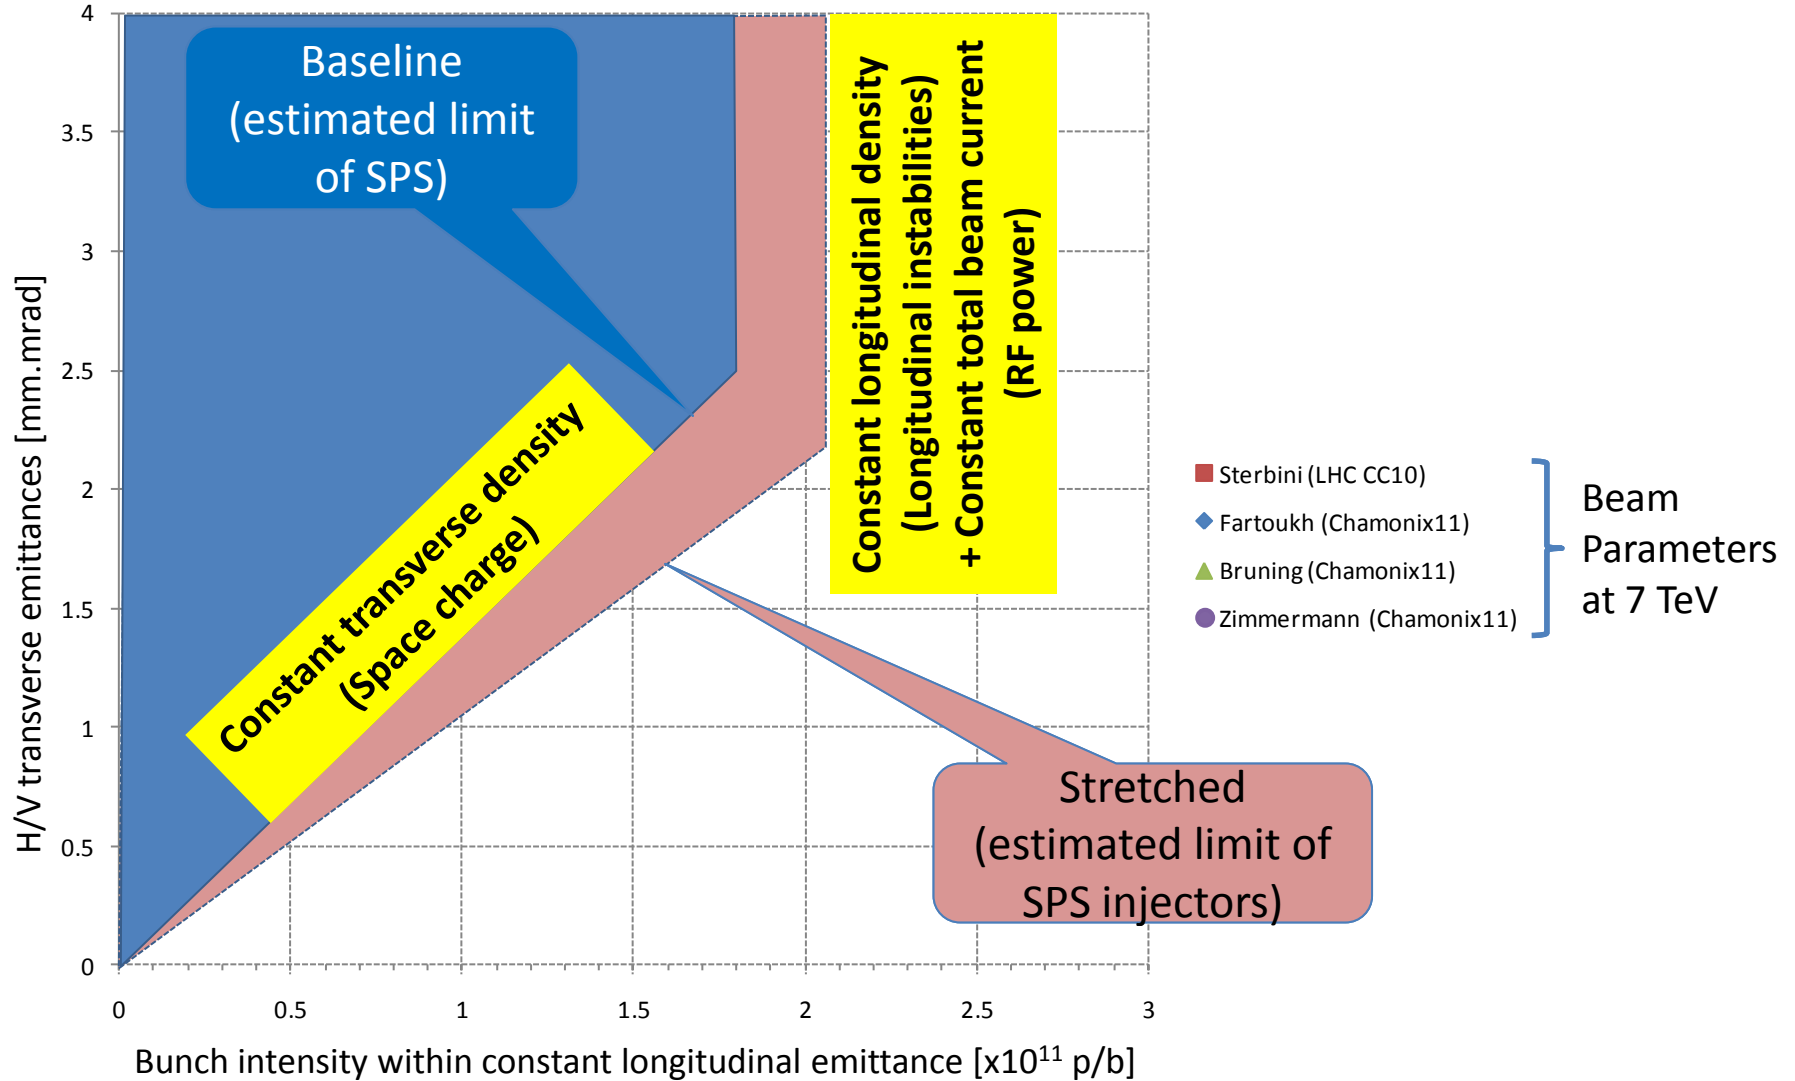 Baseline
(estimated limit
of SPS)
Constant longitudinal density
(Longitudinal instabilities)
+ Constant total beam current
(RF power)
Constant transverse density
(Space charge)
Stretched
(estimated limit of
SPS injectors)
H/V transverse emittances [mm.mrad]
4
3.5
3
2.5
2
1.5
1
0.5
0
0
0.5
1
1.5
2
2.5
3
Bunch intensity within constant longitudinal emittance [x10¹¹ p/b]
Sterbini (LHC CC10)
Fartoukh (Chamonix11)
Bruning (Chamonix11)
Zimmermann (Chamonix11)
Beam
Parameters
at 7 TeV